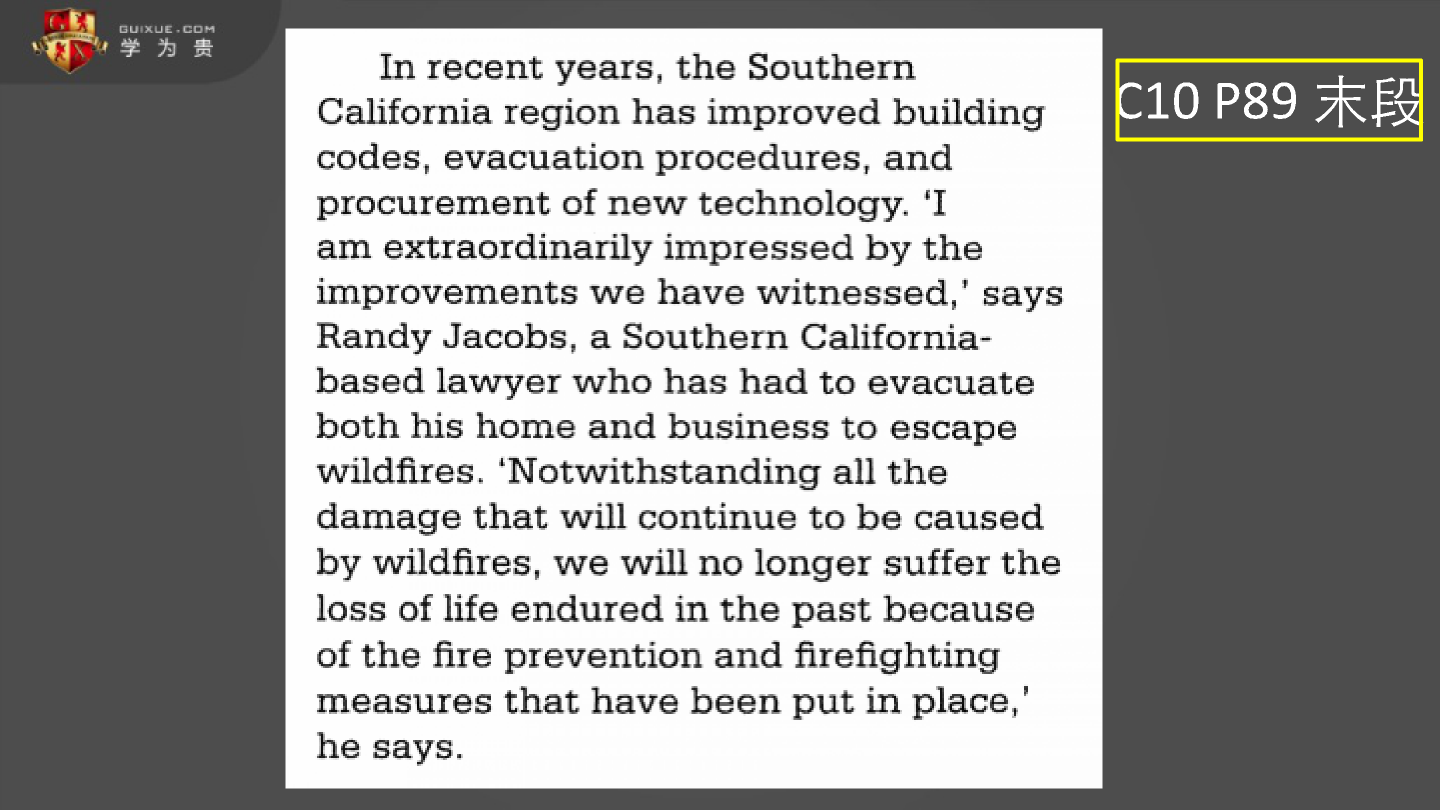 GUIXUE.COM
学为贵
C10 P89 末段
In recent years, the Southern
California region has improved building
codes, evacuation procedures, and
procurement of new technology. ‘I
am extraordinarily impressed by the
improvements we have witnessed,’ says
Randy Jacobs, a Southern California-
based lawyer who has had to evacuate
both his home and business to escape
wildfires. ‘Notwithstanding all the
damage that will continue to be caused
by wildfires, we will no longer suffer the
loss of life endured in the past because
of the fire prevention and firefighting
measures that have been put in place,’
he says.